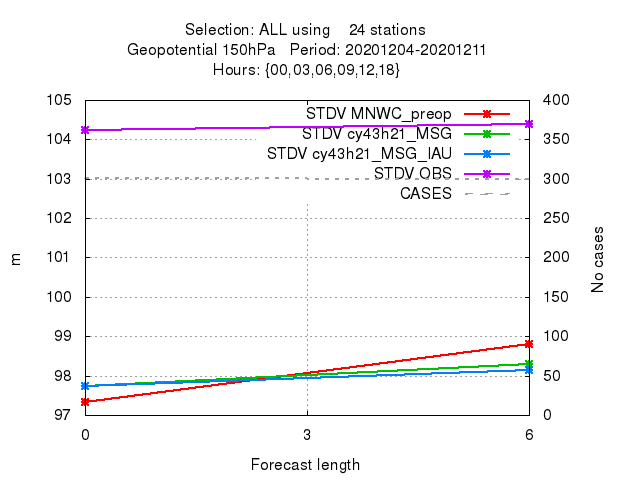 Selection: ALL using    24 stations
Geopotential 150hPa   Period: 20201204-20201211
Hours: {00,03,06,09,12,18}
105 400
STDV MNWC_preop
104 350
STDV cy43h21_MSG
STDV cy43h21_MSG_IAU
103 300
STDV OBS
CASES
102 250
101 200
100 150
99 100
98 50
97 0
m
No cases
0 3 6
Forecast length